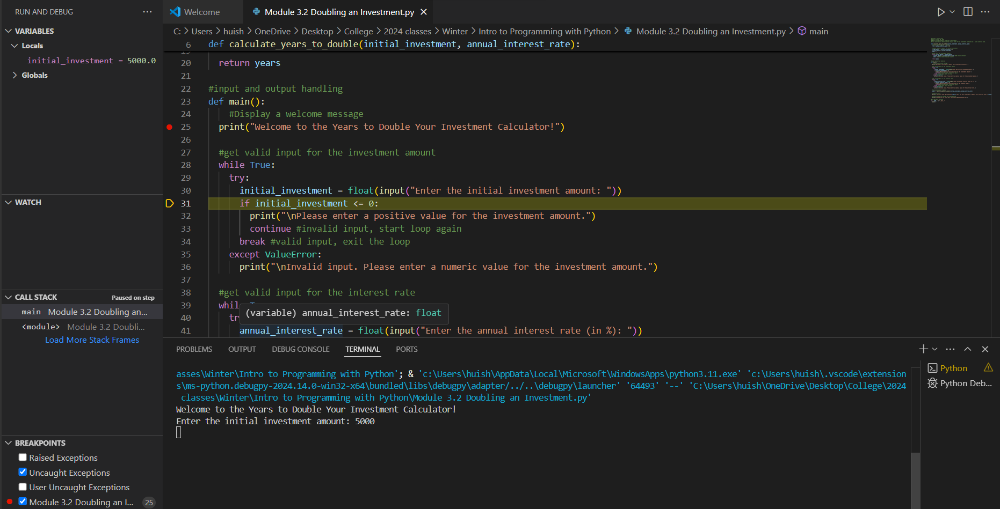 RUN AND DEBUG
VARIABLES
Locals
initial_investment = 5000.0
Globals
WATCH
CALL STACK
Paused on step
main Module 3.2 Doubling an...
<module> Module 3.2 Doubli...
Load More Stack Frames
BREAKPOINTS
Raised Exceptions
Uncaught Exceptions
User Uncaught Exceptions
Module 3.2 Doubling an I... 25
Welcome
Module 3.2 Doubling an Investment.py
C: > Users > huish > OneDrive > Desktop > College > 2024 classes > Winter > Intro to Programming with Python > Module 3.2 Doubling an Investment.py > main
6 def calculate_years_to_double(initial_investment, annual_interest_rate):
20 return years
21
22 #input and output handling
23 def main():
24 #Display a welcome message
25 print("Welcome to the Years to Double Your Investment Calculator!")
26
27 #get valid input for the investment amount
28 while True:
29 try:
30 initial_investment = float(input("Enter the initial investment amount: "))
31 if initial_investment <= 0:
32 print("\nPlease enter a positive value for the investment amount.")
33 continue #invalid input, start loop again
34 break #valid input, exit the loop
35 except ValueError:
36 print("\nInvalid input. Please enter a numeric value for the investment amount.")
37
38 #get valid input for the interest rate
39
(variable) annual_interest_rate: float
40 tr
41 annual_interest_rate = float(input("Enter the annual interest rate (in %): "))
PROBLEMS OUTPUT DEBUG CONSOLE TERMINAL PORTS
asses\Winter\Intro to Programming with Python'; & 'c:\Users\huish\AppData\Local\Microsoft\WindowsApps\python3.11.exe' 'c:\Users\huish\.vscode\extension
s\ms-python.debugpy-2024.14.0-win32-x64\bundled\libs\debugpy\adapter/../..\debugpy\launcher' '64493' '--' 'C:\Users\huish\OneDrive\Desktop\College\2024
classes\Winter\Intro to Programming with Python\Module 3.2 Doubling an Investment.py'
Welcome to the Years to Double Your Investment Calculator!
Enter the initial investment amount: 5000
Python
Python Deb...